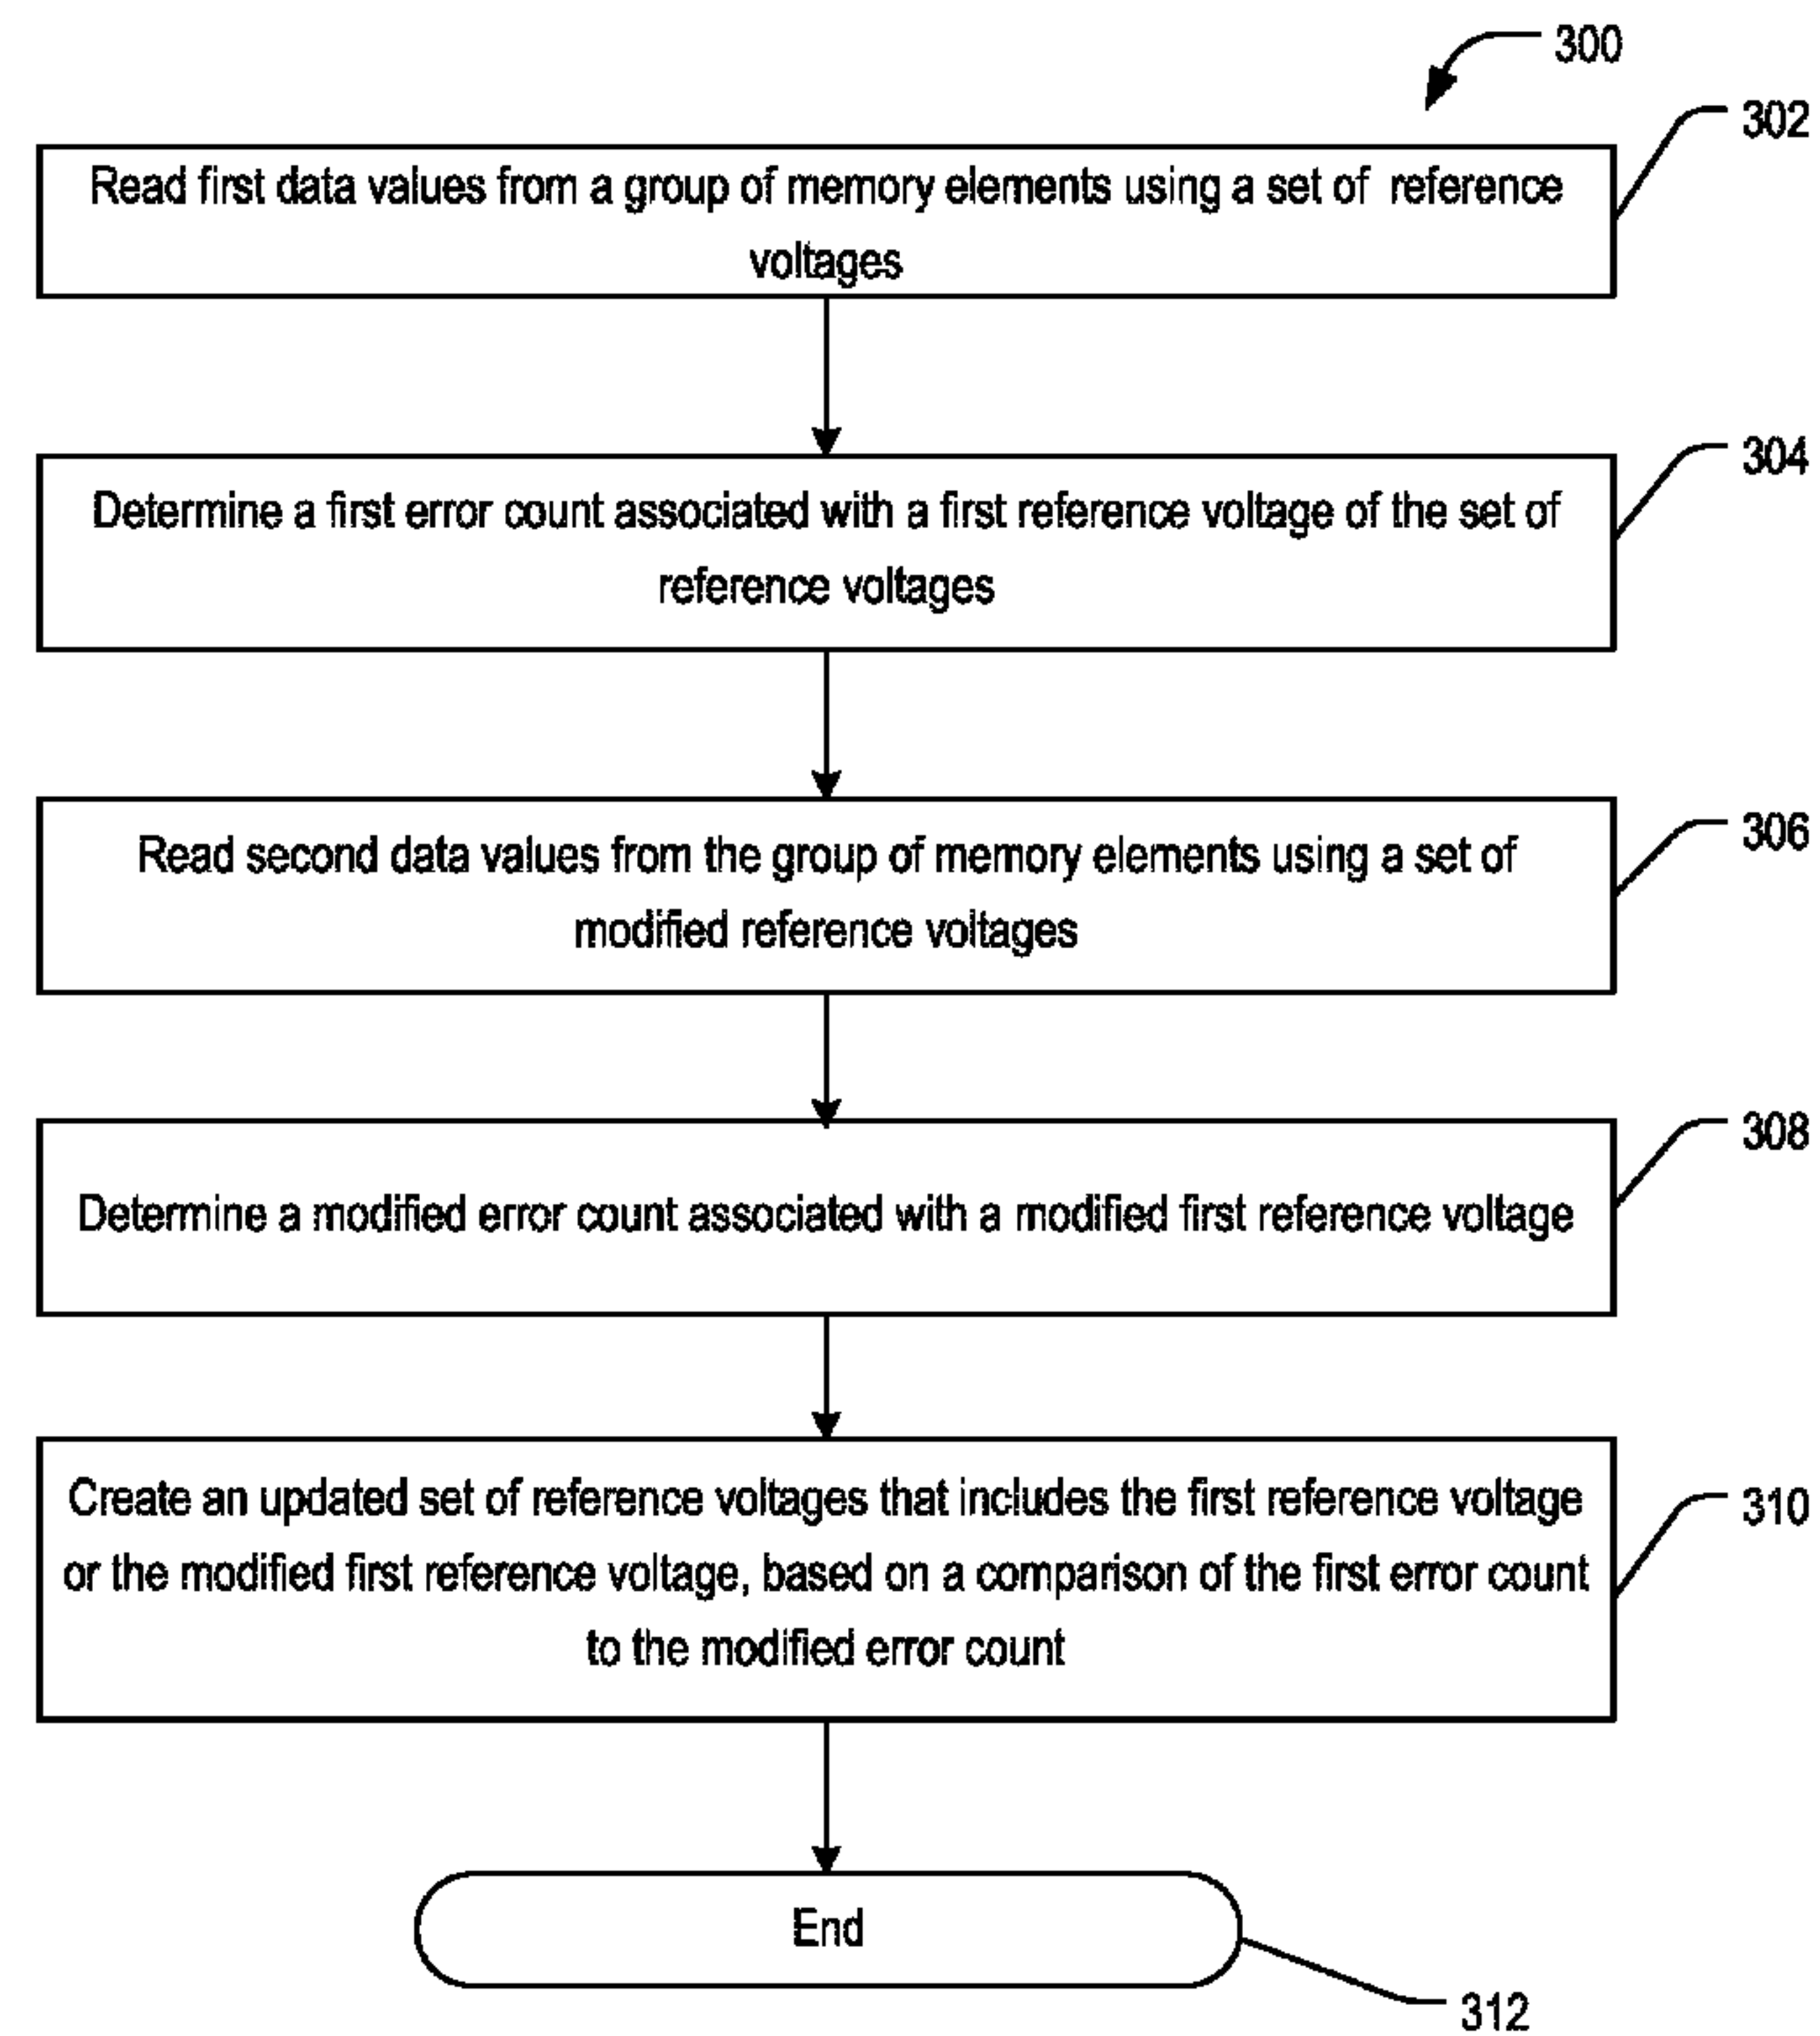 300
302
Read first data values from a group of memory elements using a set of reference
voltages
304
Determine a first error count associated with a first reference voltage of the set of
reference voltages
306
Read second data values from the group of memory elements using a set of
modified reference voltages
308
Determine a modified error count associated with a modified first reference voltage
310
Create an updated set of reference voltages that includes the first reference voltage
or the modified first reference voltage, based on a comparison of the first error count
to the modified error count
End
312